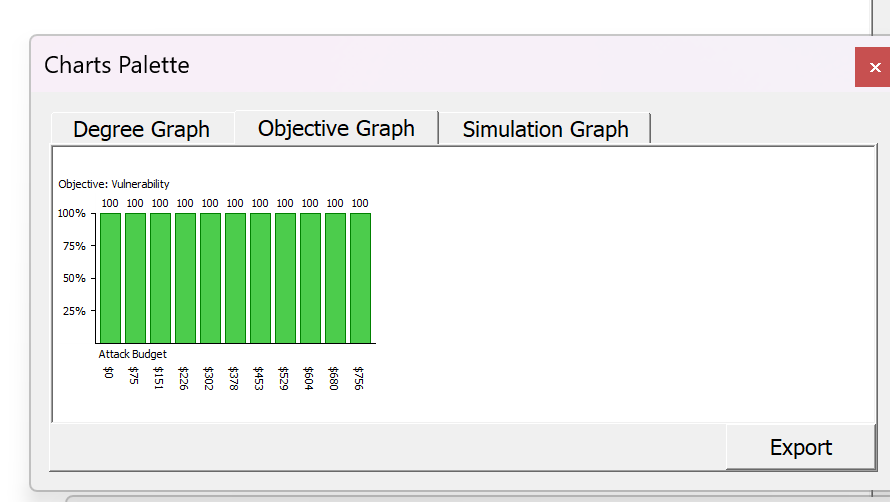 Charts Palette
×
Degree Graph Objective Graph Simulation Graph
Objective: Vulnerability
100 100 100 100 100 100 100 100 100 100 100
100%
75%
50%
25%
Attack Budget
$0 $75 $151 $226 $302 $378 $453 $529 $604 $680 $756
Export